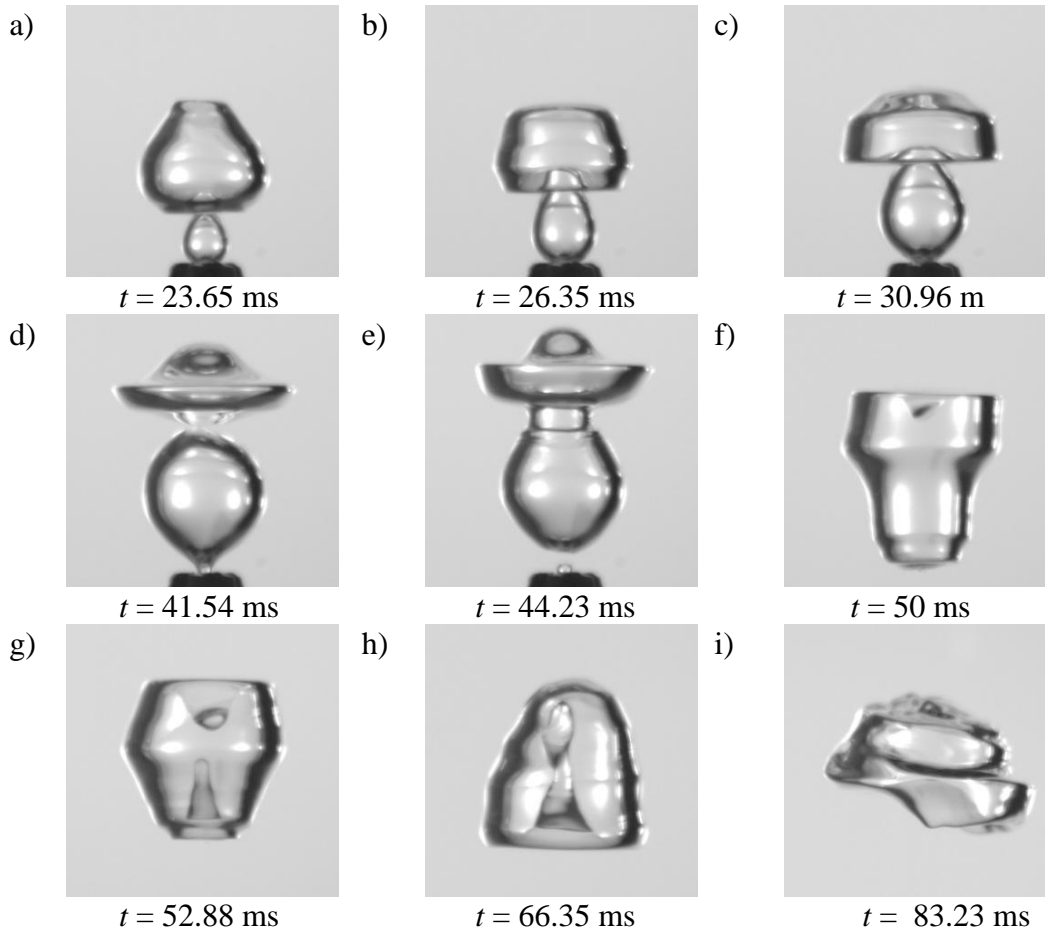 a)
b)
c)
t = 23.65 ms
t = 26.35 ms
t = 30.96 m
d)
e)
f)
t = 41.54 ms
t = 44.23 ms
t = 50 ms
g)
h)
i)
t = 52.88 ms
t = 66.35 ms
t = 83.23 ms